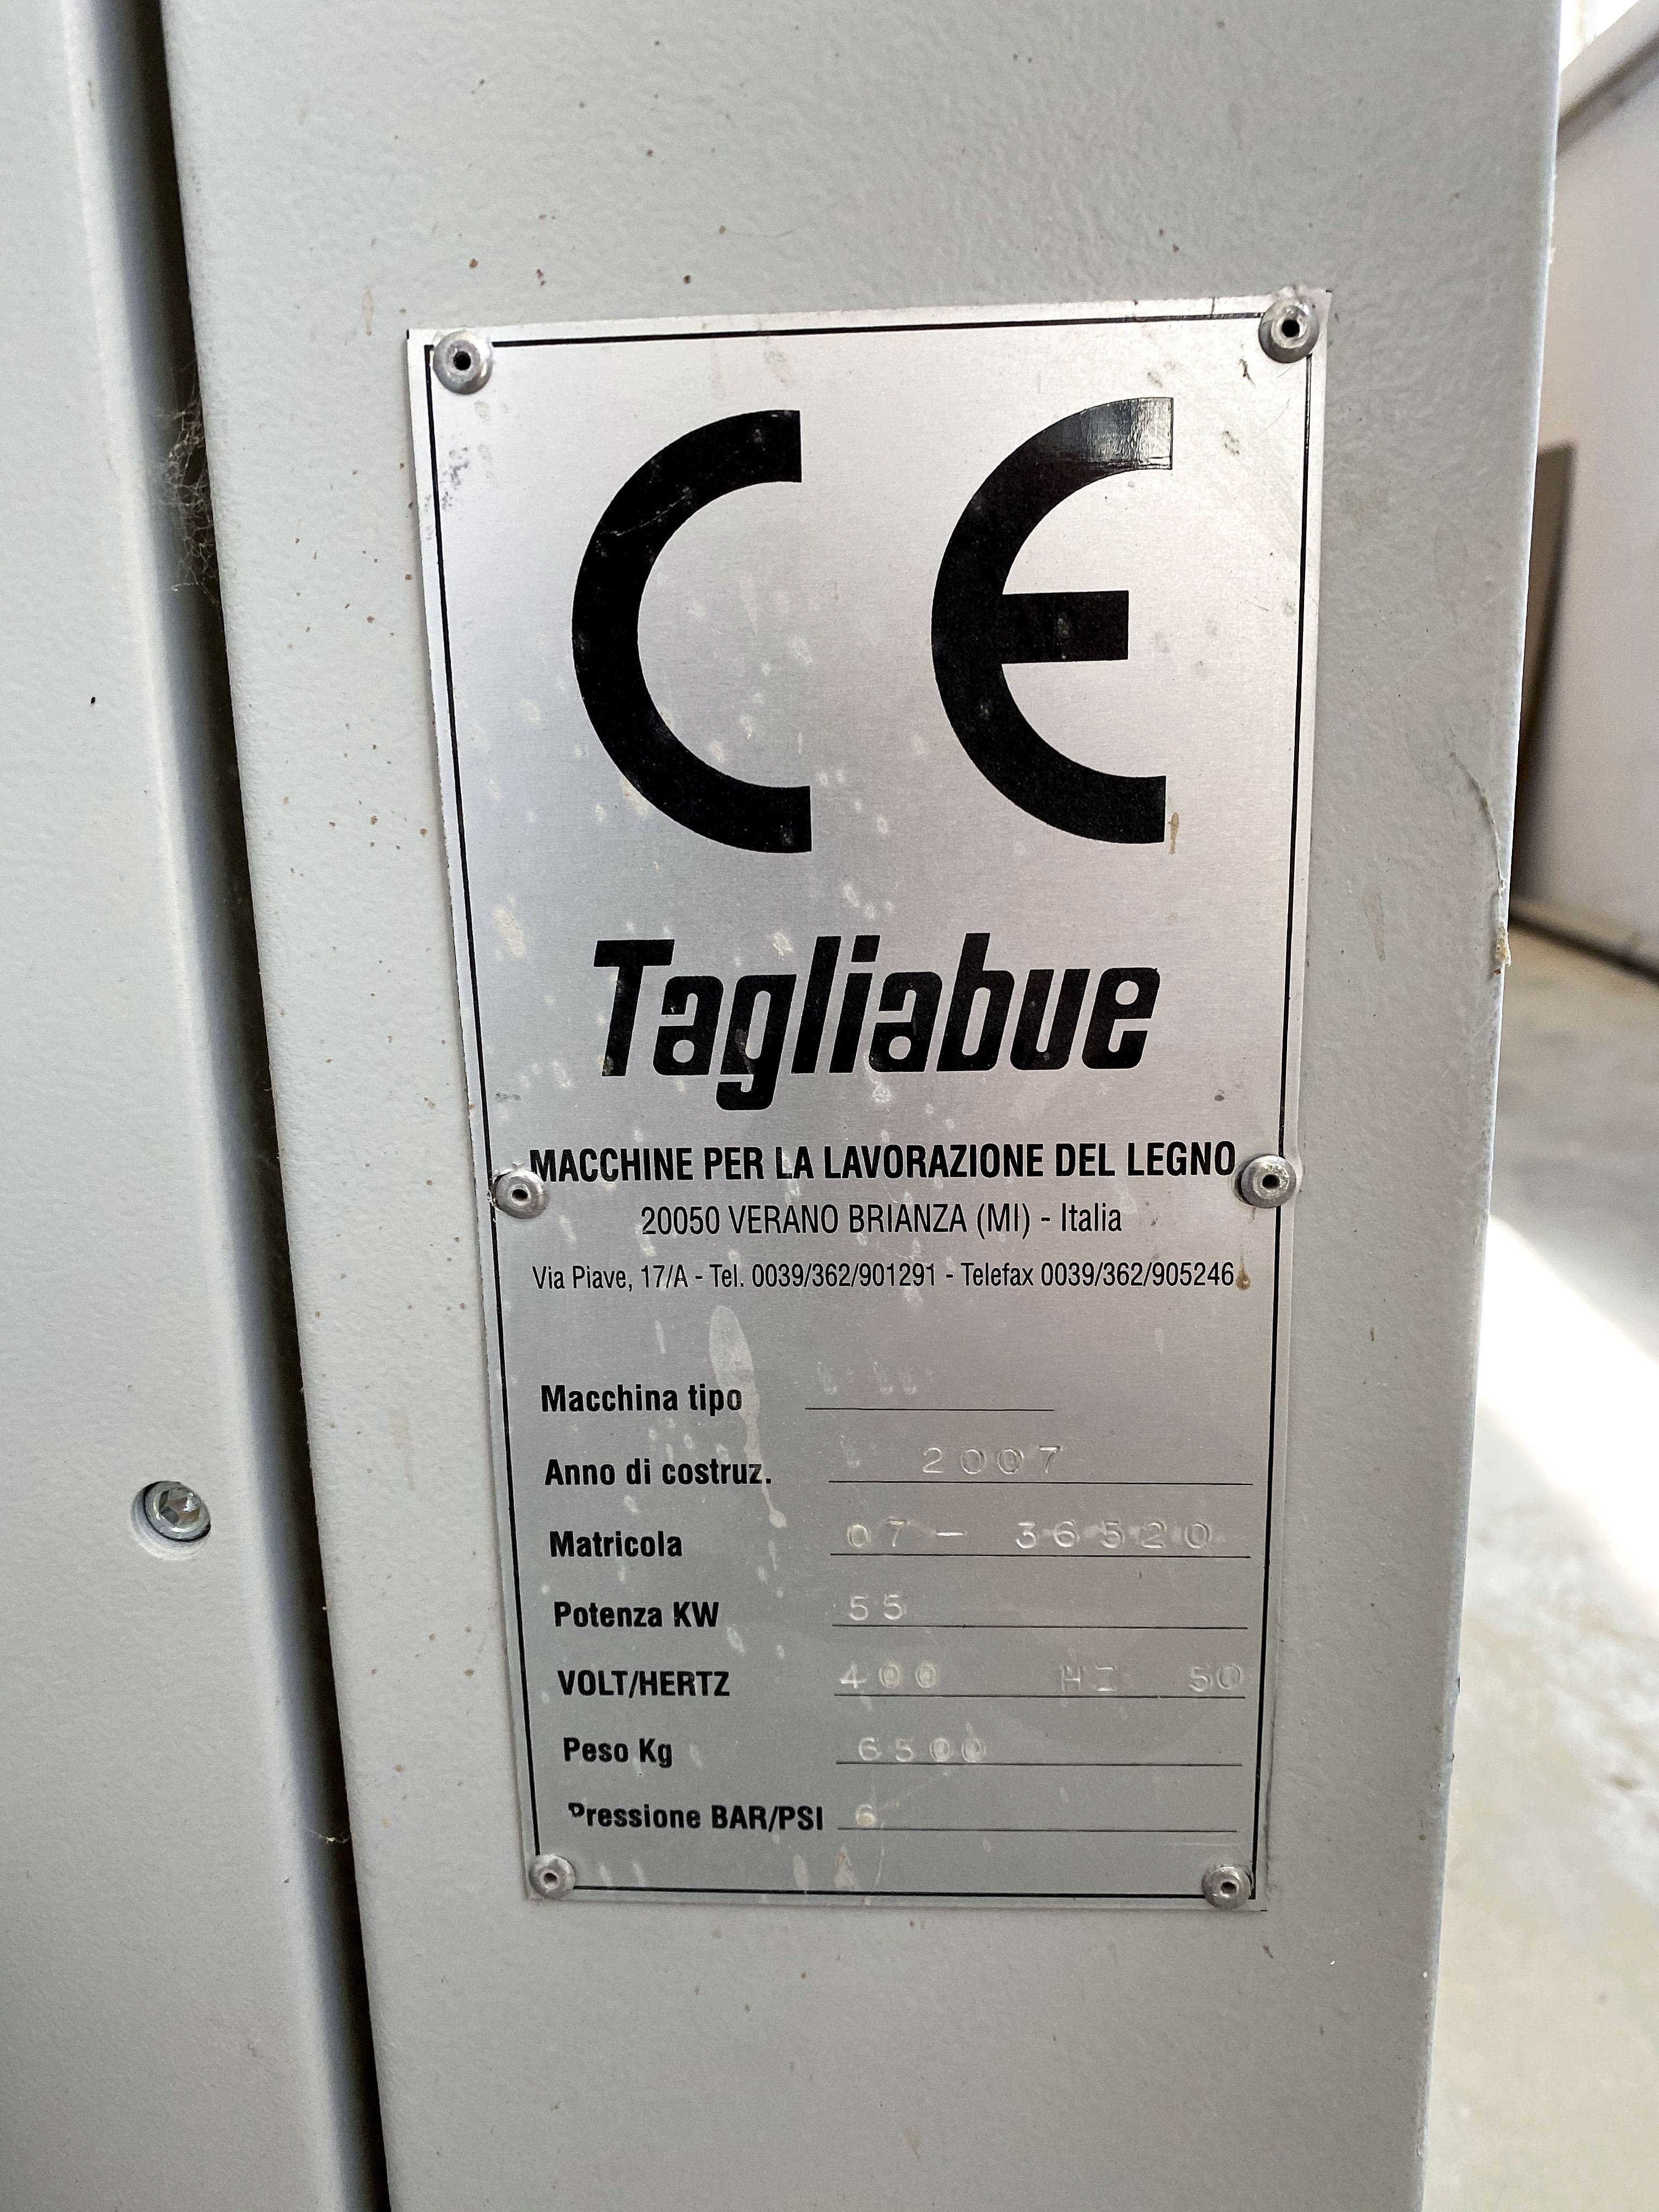 CE
Tagliabue
MACCHINE PER LA LAVORAZIONE DEL LEGNO
20050 VERANO BRIANZA (MI) - Italia
Via Piave, 17/A - Tel. 0039/362/901291 - Telefax 0039/362/905246
Macchina tipo
Anno di costruz. 2007
Matricola 07 - 36520
Potenza KW 55
VOLT/HERTZ 400 HZ 50
Peso Kg 6500
Pressione BAR/PSI 6